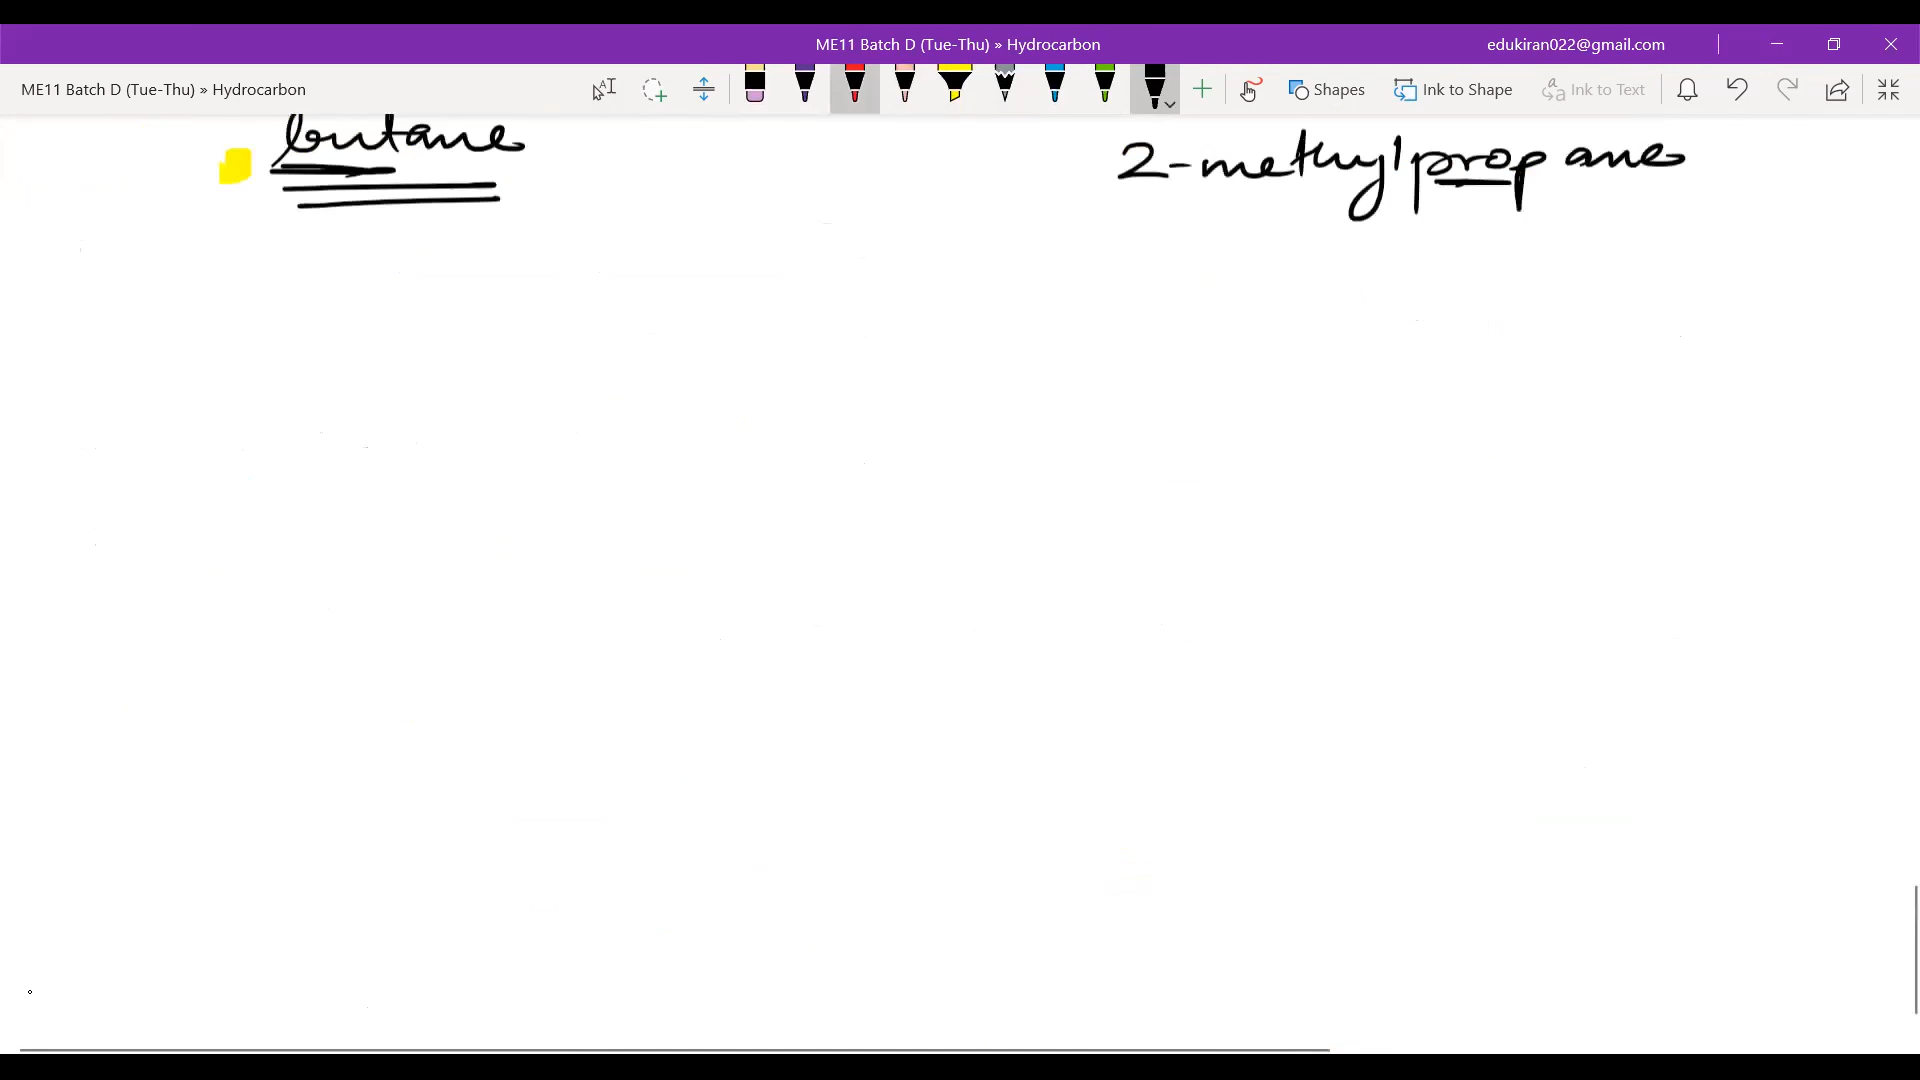 ME11 Batch D (Tue-Thu) » Hydrocarbon
edukiran022@gmail.com
ME11 Batch D (Tue-Thu) » Hydrocarbon
Shapes
Ink to Shape
Ink to Text
butane
2-methylpropane